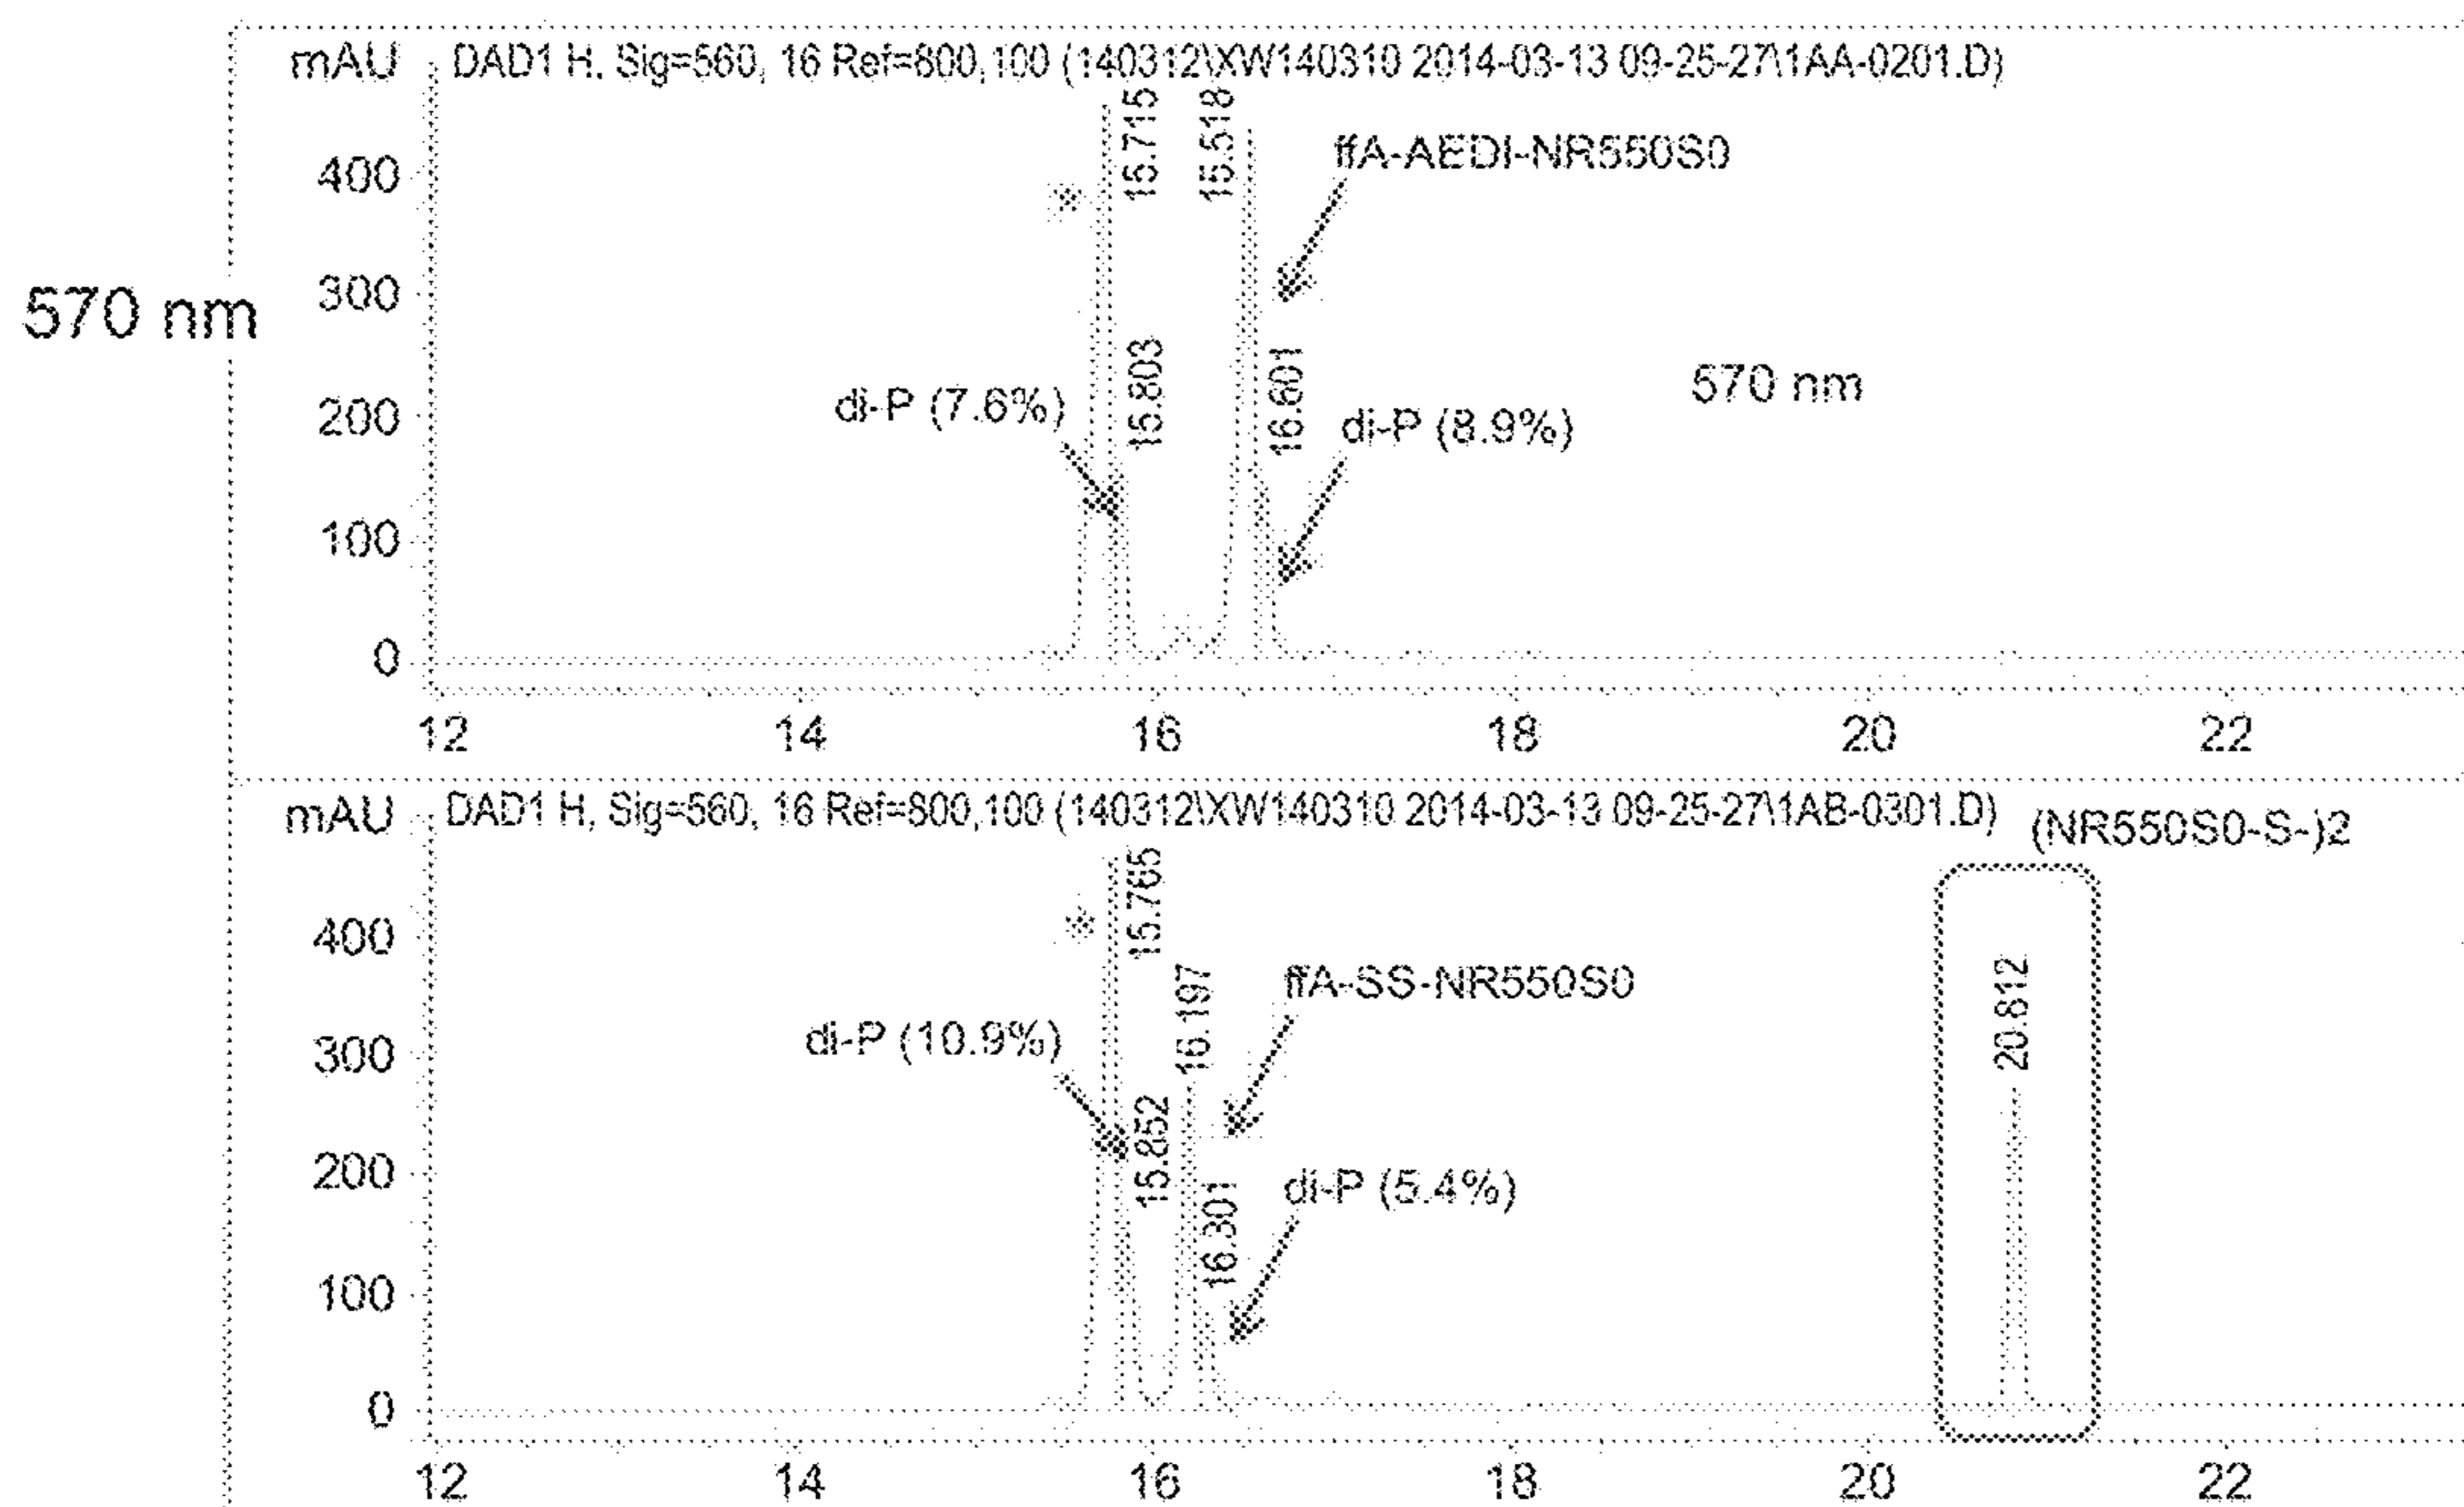 mAU DAD1 H, Sig=560, 16 Ref=800,100 (140312\XW140310 2014-03-13 09-25-27\1AA-0201.D)
15.715
15.518
ffA-AEDI-NR550S0
400
*
570 nm
300
di-P (7.6%)
15.803
16.601
di-P (8.9%)
570 nm
200
100
0
12 14 16 18 20 22
mAU DAD1 H, Sig=560, 16 Ref=800,100 (140312\XW140310 2014-03-13 09-25-27\1AB-0301.D)
(NR550S0-S-)2
15.765
400
*
16.197
ffA-SS-NR550S0
20.812
di-P (10.9%)
300
15.852
200
16.301
di-P (5.4%)
100
0
12 14 16 18 20 22